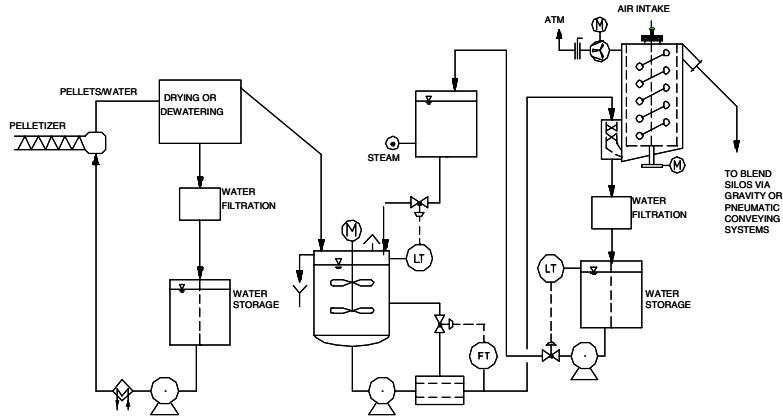 AIR INTAKE
ATM
M
PELLETS/WATER
DRYING OR
DEWATERING
PELLETIZER
STEAM
M
TO BLEND
SILOS VIA
GRAVITY OR
PNEUMATIC
CONVEYING
SYSTEMS
WATER
FILTRATION
WATER
FILTRATION
M
LT
LT
WATER
STORAGE
WATER
STORAGE
FT